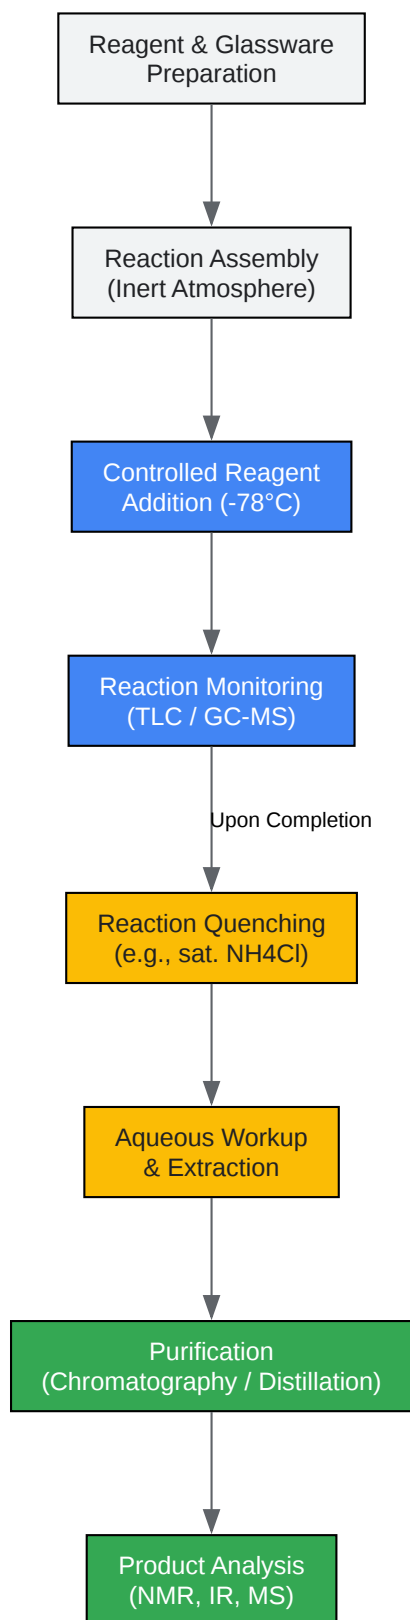 Reagent & Glassware
Preparation
Reaction Assembly
(Inert Atmosphere)
Controlled Reagent
Addition (-78°C)
Reaction Monitoring
(TLC / GC-MS)
Upon Completion
Reaction Quenching
(e.g., sat. NH4Cl)
Aqueous Workup
& Extraction
Purification
(Chromatography / Distillation)
Product Analysis
(NMR, IR, MS)